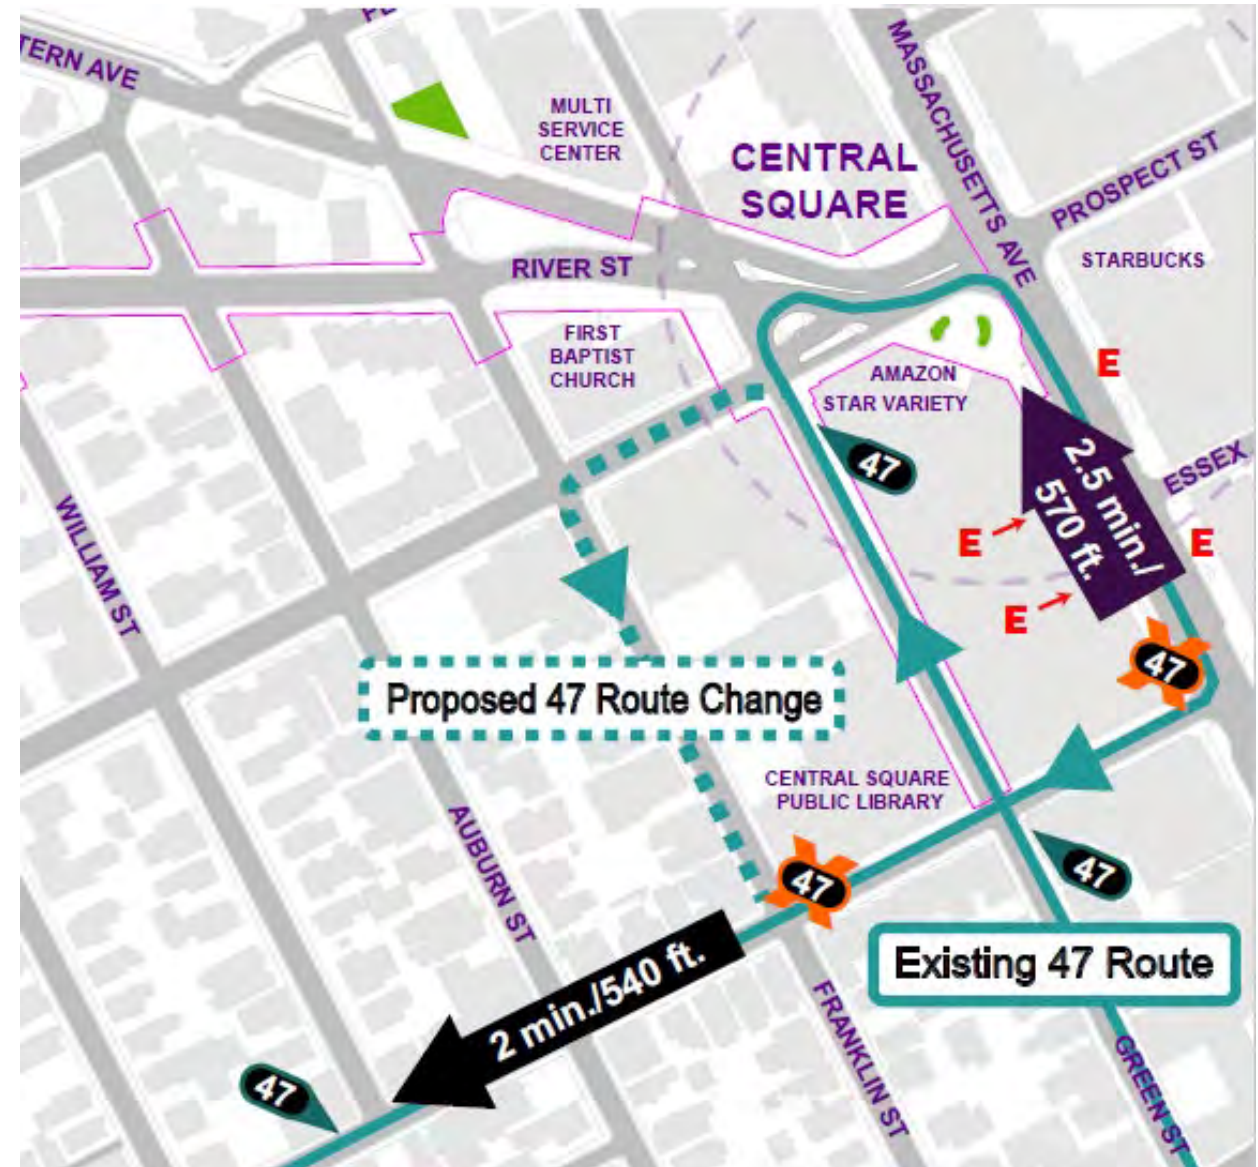 TERN AVE
MASSACHUSETTS AVE
MULTI
SERVICE
CENTER
CENTRAL
SQUARE
PROSPECT ST
RIVER ST
STARBUCKS
FIRST
BAPTIST
CHURCH
E
AMAZON
STAR VARIETY
47
2.5 min./
570 ft.
ESSEX
WILLIAM ST
E
E
E
47
Proposed 47 Route Change
CENTRAL SQUARE
PUBLIC LIBRARY
AUBURN ST
47
47
Existing 47 Route
2 min./540 ft.
FRANKLIN ST
GREEN ST
47